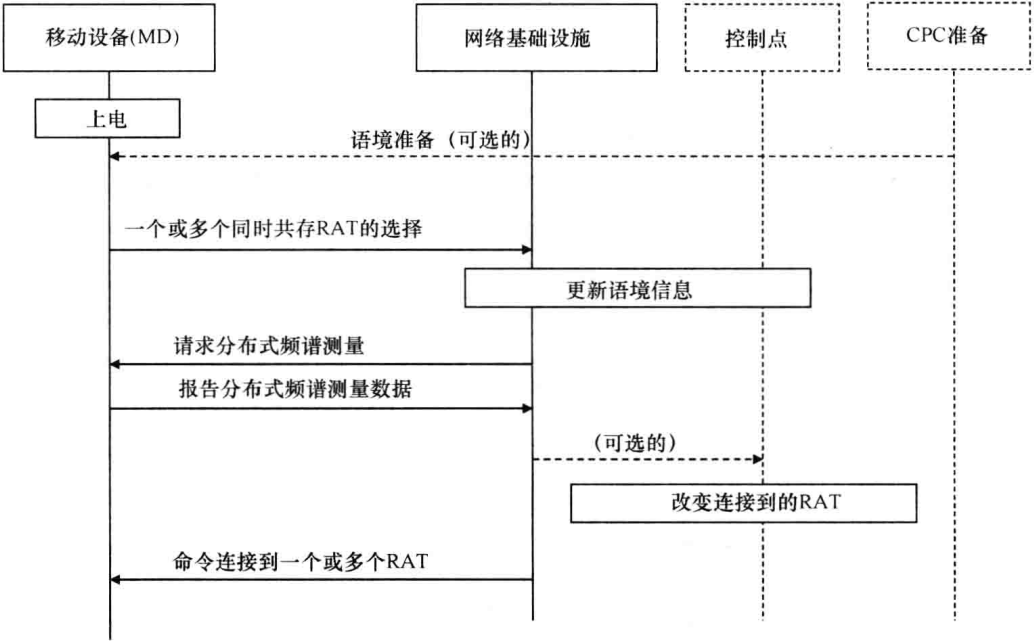 移动设备(MD)
网络基础设施
控制点
CPC准备
上电
语境准备（可选的）
一个或多个同时共存RAT的选择
更新语境信息
请求分布式频谱测量
报告分布式频谱测量数据
（可选的）
改变连接到的RAT
命令连接到一个或多个RAT